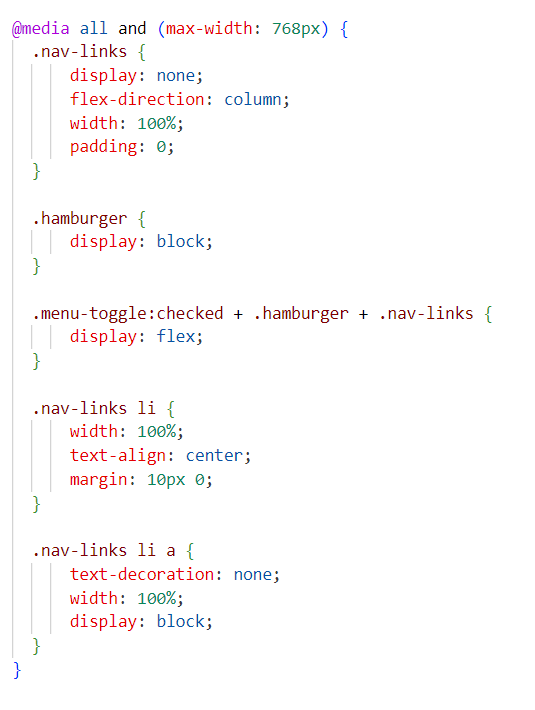 @media all and (max-width: 768px) {
.nav-links {
display: none;
flex-direction: column;
width: 100%;
padding: 0;
}
.hamburger {
display: block;
}
.menu-toggle:checked + .hamburger + .nav-links {
display: flex;
}
.nav-links li {
width: 100%;
text-align: center;
margin: 10px 0;
}
.nav-links li a {
text-decoration: none;
width: 100%;
display: block;
}
}